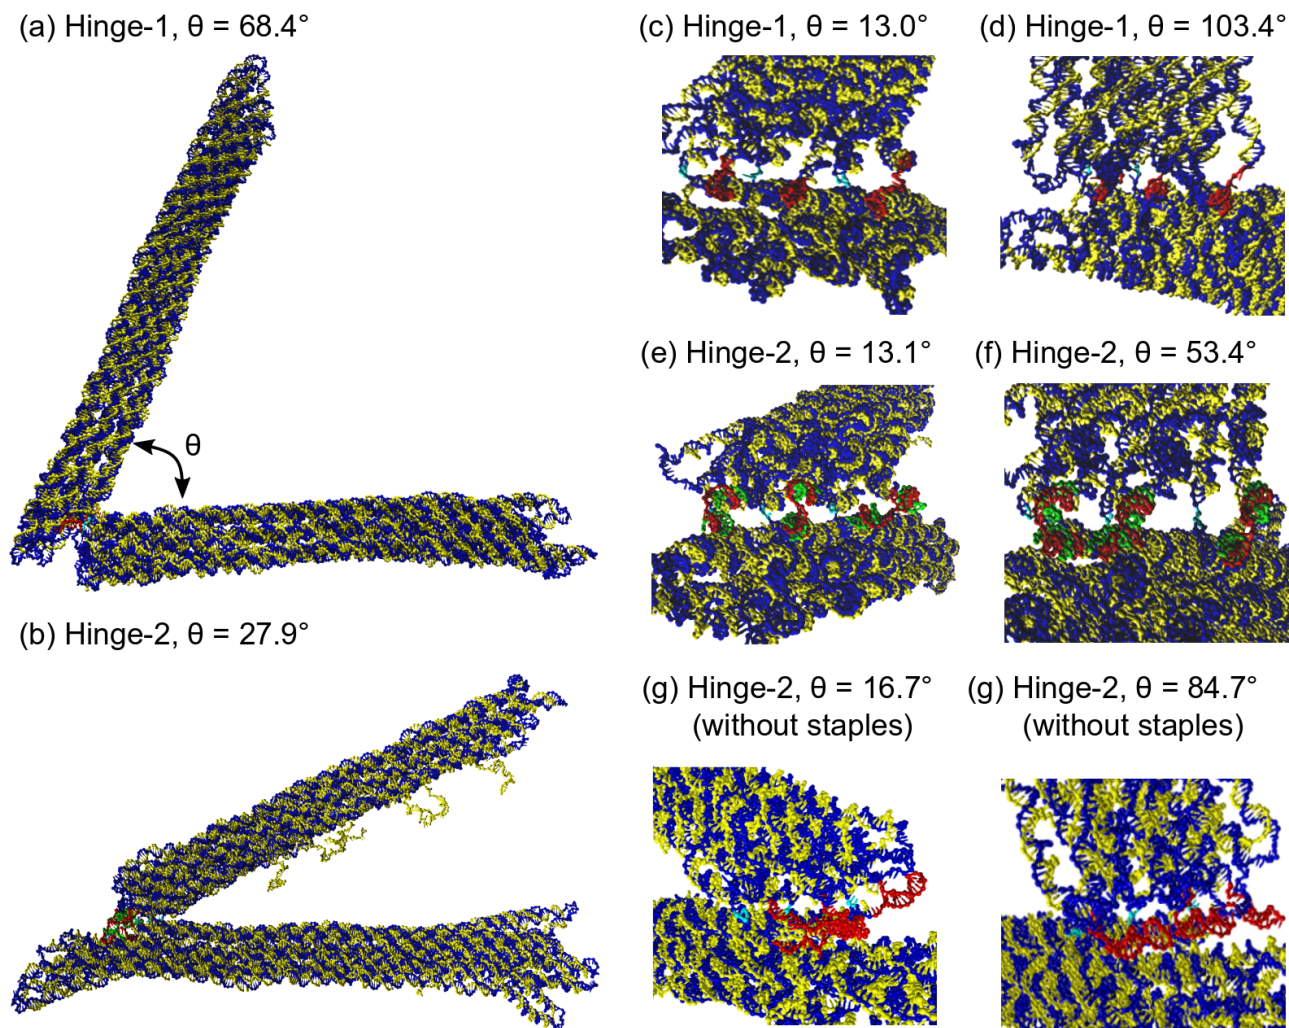 (a) Hinge-1, θ = 68.4°
θ
(b) Hinge-2, θ = 27.9°
(c) Hinge-1, θ = 13.0°
(d) Hinge-1, θ = 103.4°
(e) Hinge-2, θ = 13.1°
(f) Hinge-2, θ = 53.4°
(g) Hinge-2, θ = 16.7°
(without staples)
(g) Hinge-2, θ = 84.7°
(without staples)